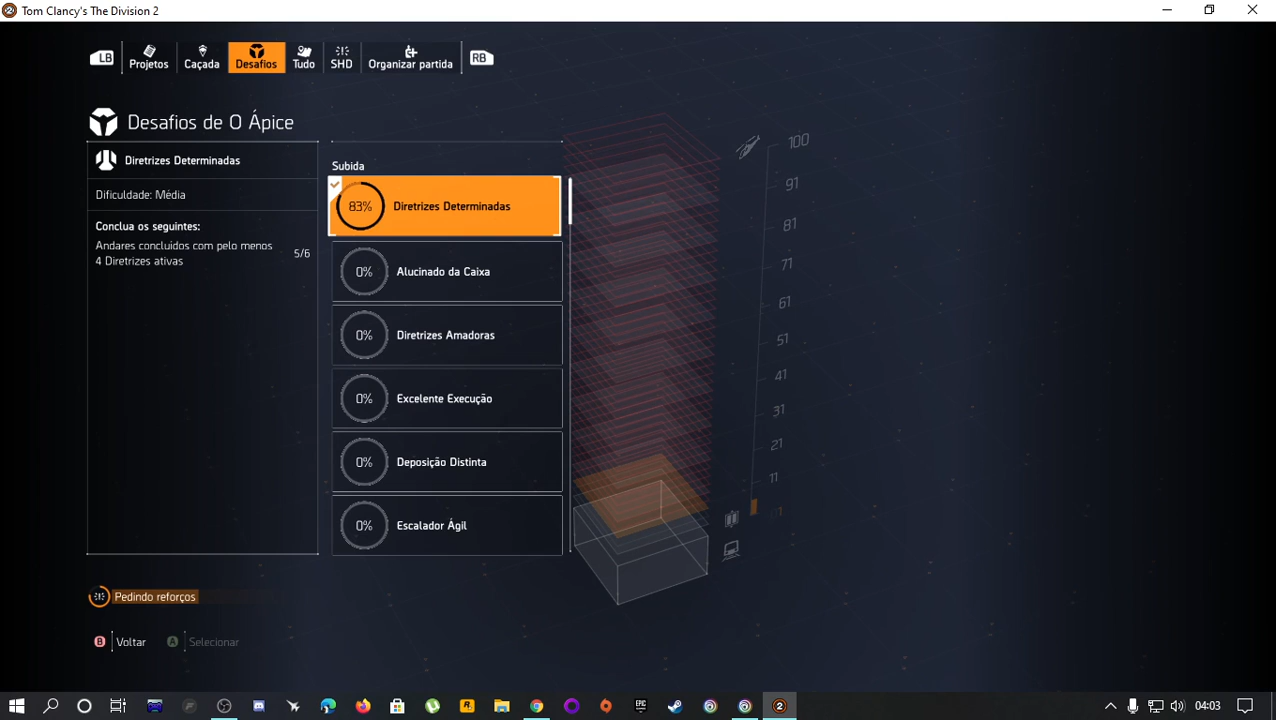 Tom Clancy's The Division 2
LB Projetos Caçada Desafios Tudo SHD Organizar partida RB
Desafios de O Ápice
Diretrizes Determinadas
Dificuldade: Média
Conclua os seguintes:
Andares concluídos com pelo menos
4 Diretrizes ativas
5/6
Subida
83% Diretrizes Determinadas
0% Alucinado da Caixa
0% Diretrizes Amadoras
0% Excelente Execução
0% Deposição Distinta
0% Escalador Ágil
100
91
81
71
61
51
41
31
21
11
Pedindo reforços
B Voltar A Selecionar
04:03